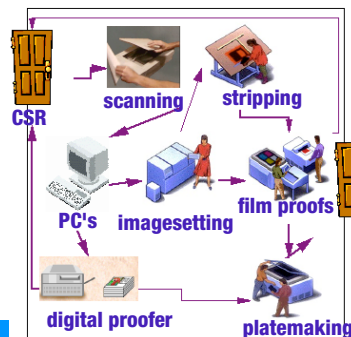 scanning
stripping
CSR
PC's
imagesetting
film proofs
digital proofer
platemaking